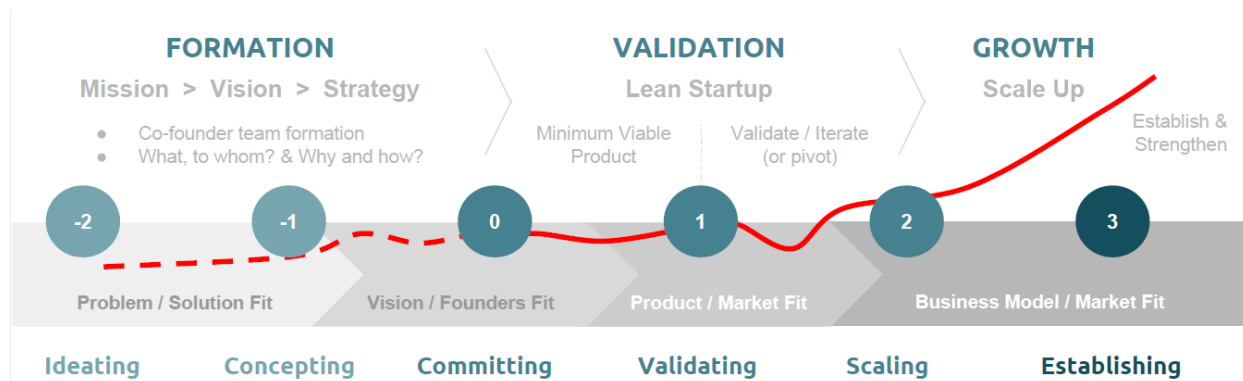 FORMATION
VALIDATION
GROWTH
Mission > Vision > Strategy
Lean Startup
Scale Up
● Co-founder team formation
● What, to whom? & Why and how?
Minimum Viable
Product
Validate / Iterate
(or pivot)
Establish &
Strengthen
-2
-1
0
1
2
3
Problem / Solution Fit
Vision / Founders Fit
Product / Market Fit
Business Model / Market Fit
Ideating
Concepting
Committing
Validating
Scaling
Establishing